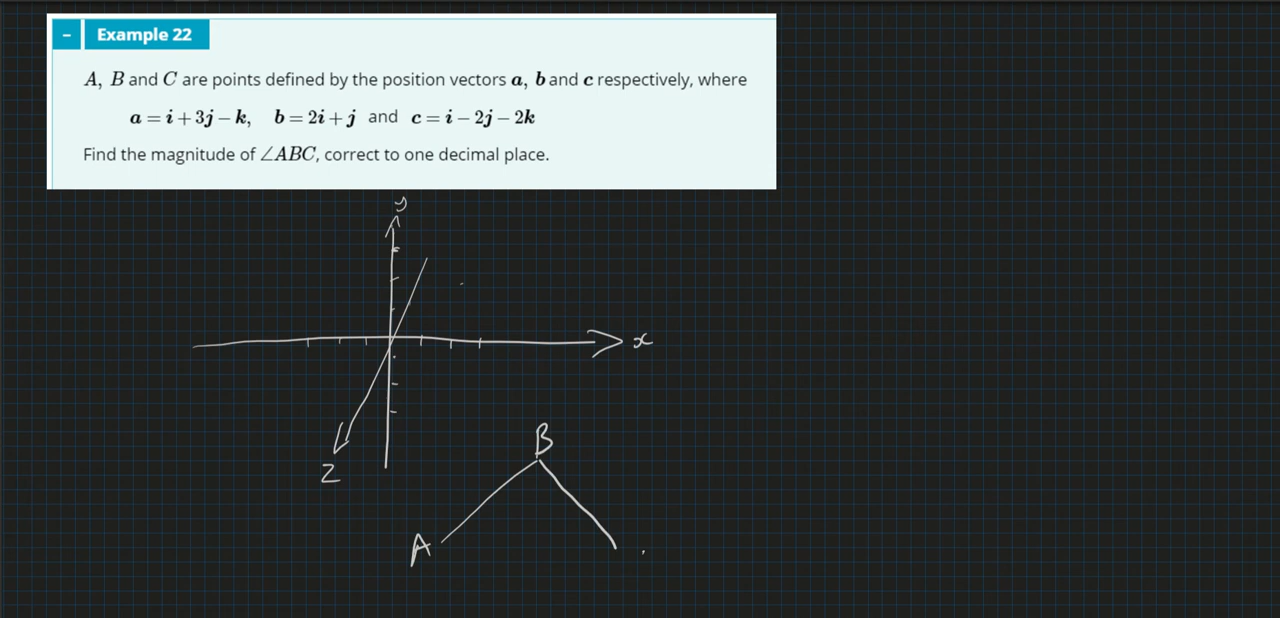 − Example 22
A, B and C are points defined by the position vectors a, b and c respectively, where
a = i + 3j − k, b = 2i + j and c = i − 2j − 2k
Find the magnitude of ∠ABC, correct to one decimal place.
y
x
z
B
A